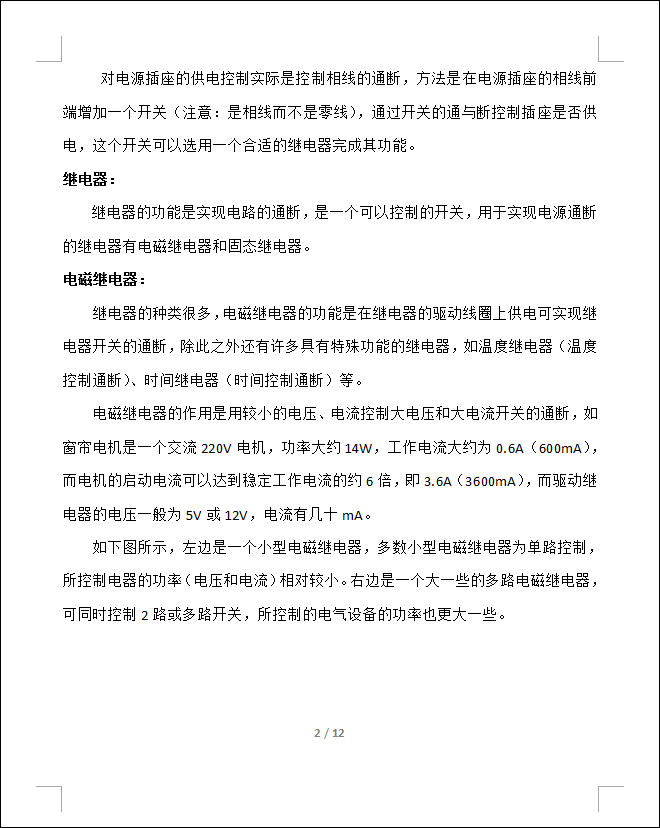 对电源插座的供电控制实际是控制相线的通断，方法是在电源插座的相线前
端增加一个开关（注意：是相线而不是零线），通过开关的通与断控制插座是否供
电，这个开关可以选用一个合适的继电器完成其功能。
继电器：
继电器的功能是实现电路的通断，是一个可以控制的开关，用于实现电源通断
的继电器有电磁继电器和固态继电器。
电磁继电器：
继电器的种类很多，电磁继电器的功能是在继电器的驱动线圈上供电可实现继
电器开关的通断，除此之外还有许多具有特殊功能的继电器，如温度继电器（温度
控制通断）、时间继电器（时间控制通断）等。
电磁继电器的作用是用较小的电压、电流控制大电压和大电流开关的通断，如
窗帘电机是一个交流 220V 电机，功率大约 14W，工作电流大约为 0.6A（600mA），
而电机的启动电流可以达到稳定工作电流的约 6 倍，即 3.6A（3600mA），而驱动继
电器的电压一般为 5V 或 12V，电流有几十 mA。
如下图所示，左边是一个小型电磁继电器，多数小型电磁继电器为单路控制，
所控制电器的功率（电压和电流）相对较小。右边是一个大一些的多路电磁继电器，
可同时控制 2 路或多路开关，所控制的电气设备的功率也更大一些。
2 / 12